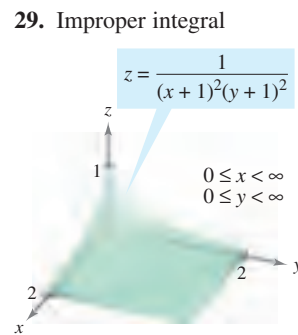 29. Improper integral
z = 1 / (x + 1)²(y + 1)²
z
1
0 ≤ x < ∞
0 ≤ y < ∞
y
2
2
x